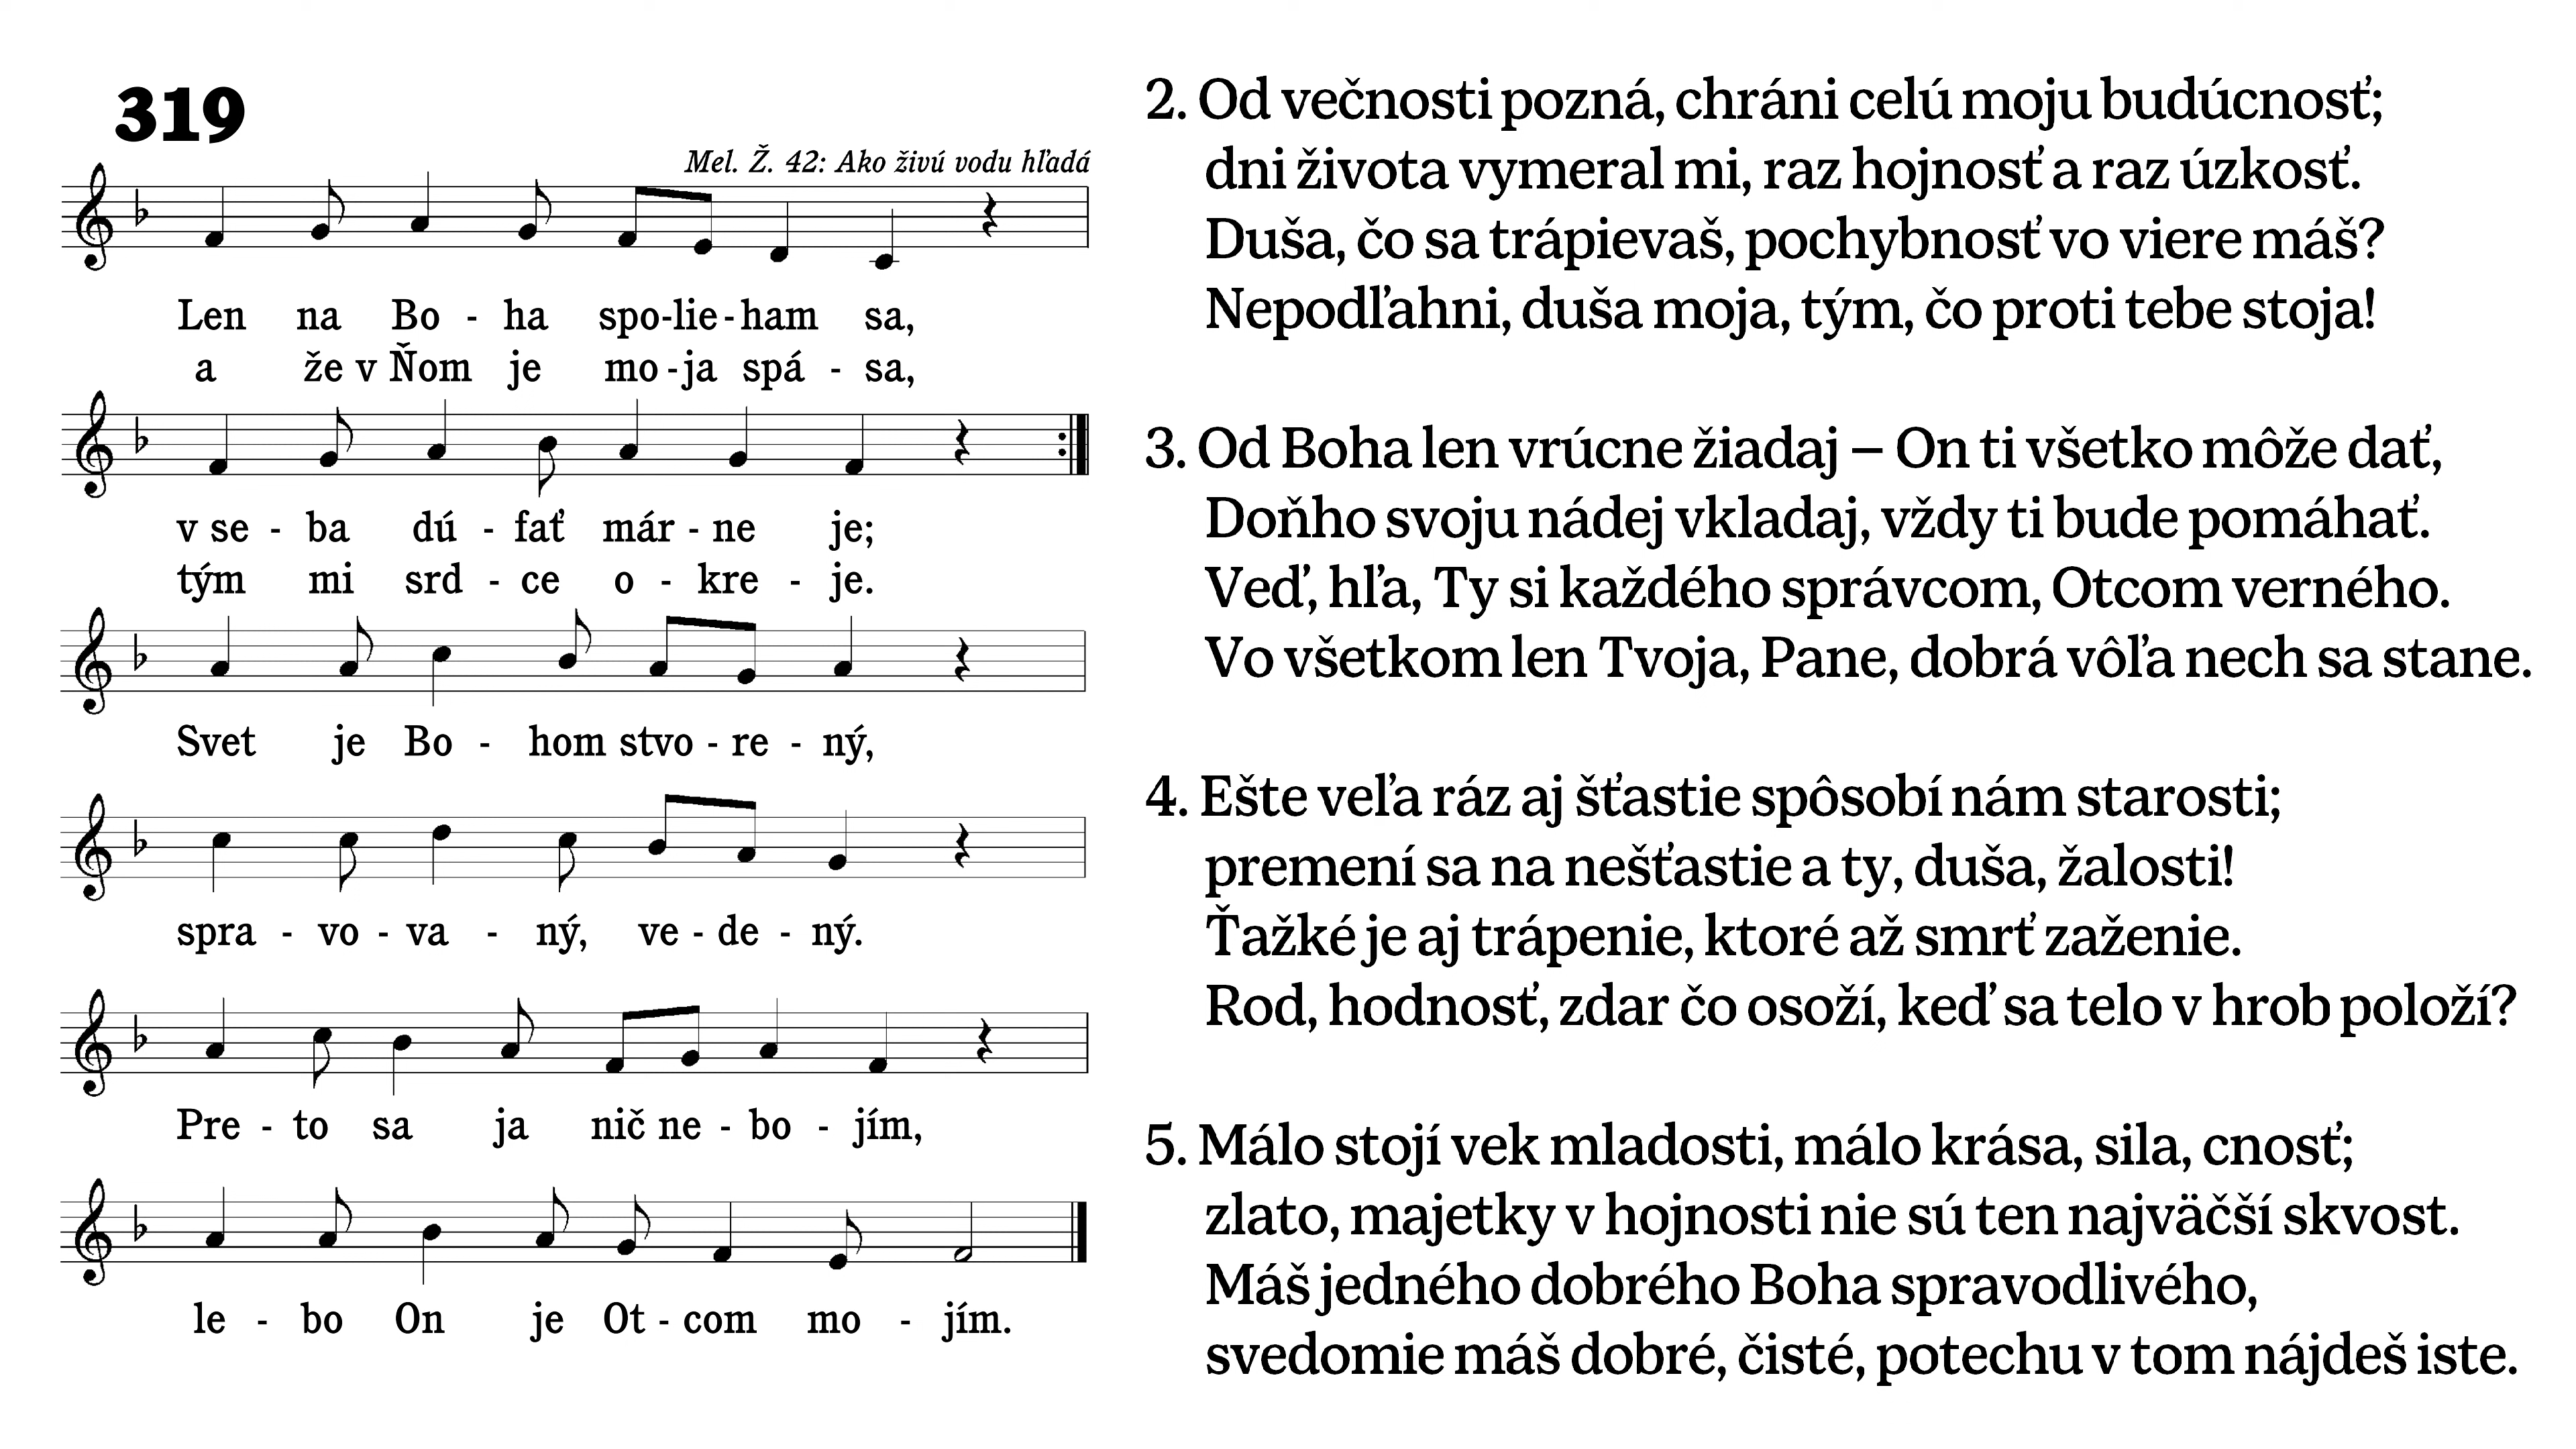 319
Mel. Ž. 42: Ako živú vodu hľadá
Len na Bo - ha spo-lie-ham sa,
a že v Ňom je mo-ja spá - sa,
v se - ba dú - fať már - ne je;
tým mi srd - ce o - kre - je.
Svet je Bo - hom stvo - re - ný,
spra - vo - va - ný, ve - de - ný.
Pre - to sa ja nič ne - bo - jím,
le - bo On je Ot - com mo - jím.
2. Od večnosti pozná, chráni celú moju budúcnosť;
dni života vymeral mi, raz hojnosť a raz úzkosť.
Duša, čo sa trápievaš, pochybnosť vo viere máš?
Nepodľahni, duša moja, tým, čo proti tebe stoja!
3. Od Boha len vrúcne žiadaj – On ti všetko môže dať,
Doňho svoju nádej vkladaj, vždy ti bude pomáhať.
Veď, hľa, Ty si každého správcom, Otcom verného.
Vo všetkom len Tvoja, Pane, dobrá vôľa nech sa stane.
4. Ešte veľa ráz aj šťastie spôsobí nám starosti;
premení sa na nešťastie a ty, duša, žalosti!
Ťažké je aj trápenie, ktoré až smrť zaženie.
Rod, hodnosť, zdar čo osoží, keď sa telo v hrob položí?
5. Málo stojí vek mladosti, málo krása, sila, cnosť;
zlato, majetky v hojnosti nie sú ten najväčší skvost.
Máš jedného dobrého Boha spravodlivého,
svedomie máš dobré, čisté, potechu v tom nájdeš iste.